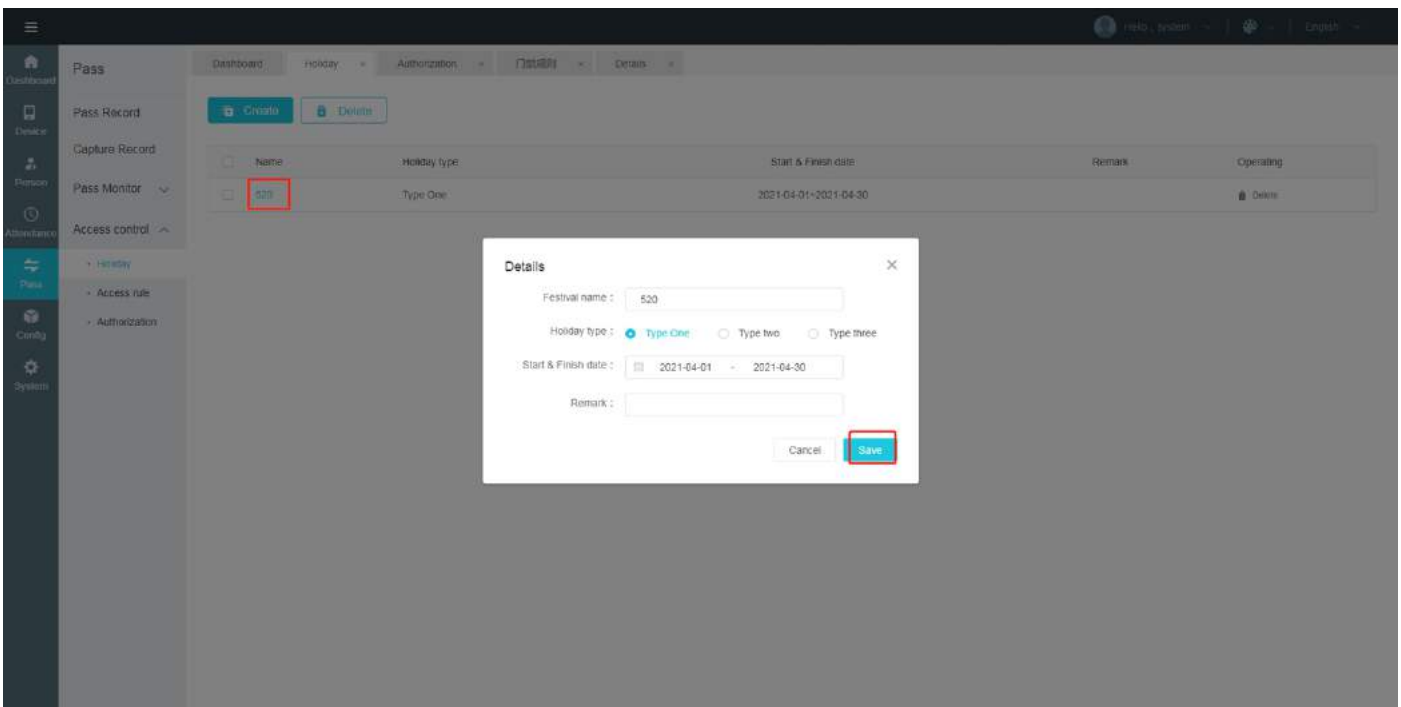 Hello , system
English
Dashboard
Device
Person
Attendance
Pass
Config
System
Pass
Pass Record
Capture Record
Pass Monitor
Access control
Holiday
Access rule
Authorization
Dashboard
Holiday
Authorization
门禁规则
Details
Create
Delete
Name Holiday type Start & Finish date Remark Operating
520 Type One 2021-04-01~2021-04-30 Delete
Details
Festival name : 520
Holiday type : Type One Type two Type three
Start & Finish date : 2021-04-01 - 2021-04-30
Remark :
Cancel Save